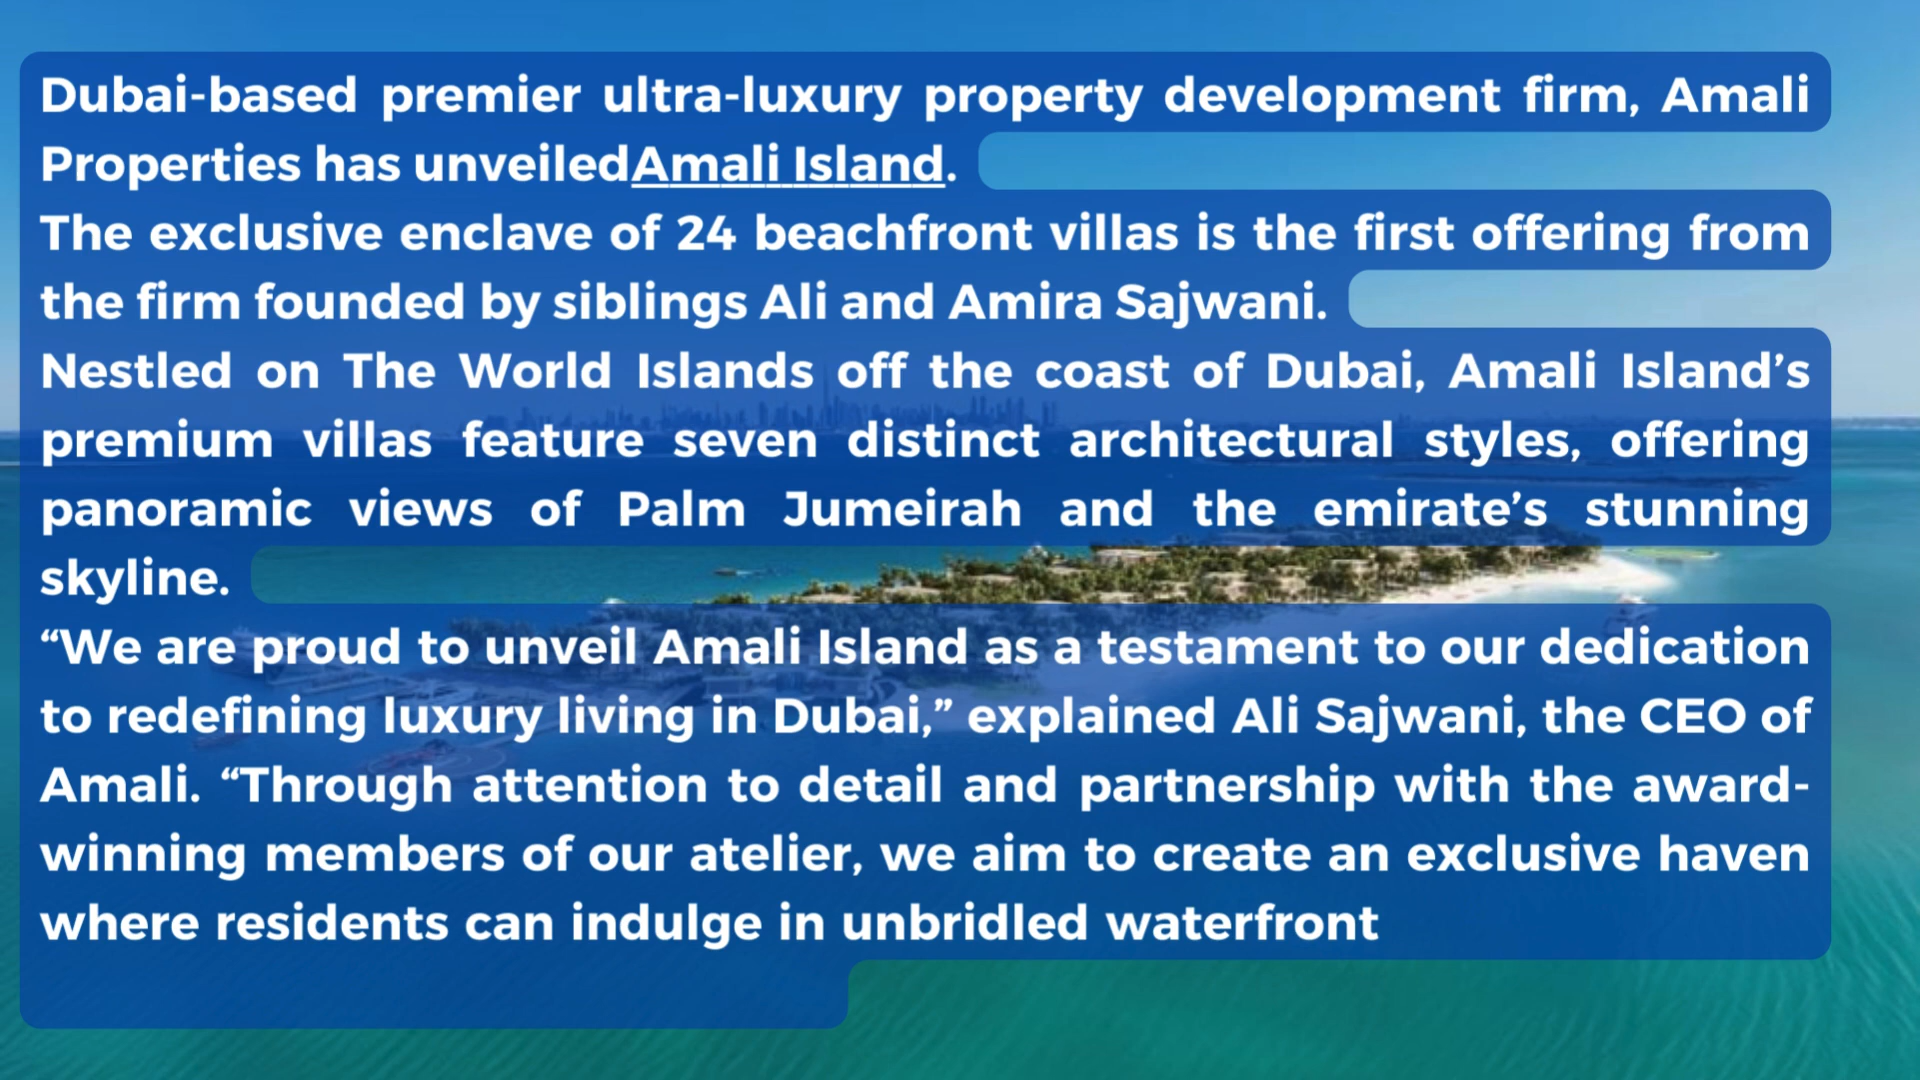 Dubai-based premier ultra-luxury property development firm, Amali
Properties has unveiledAmali Island.
The exclusive enclave of 24 beachfront villas is the first offering from
the firm founded by siblings Ali and Amira Sajwani.
Nestled on The World Islands off the coast of Dubai, Amali Island’s
premium villas feature seven distinct architectural styles, offering
panoramic views of Palm Jumeirah and the emirate’s stunning
skyline.
“We are proud to unveil Amali Island as a testament to our dedication
to redefining luxury living in Dubai,” explained Ali Sajwani, the CEO of
Amali. “Through attention to detail and partnership with the award-
winning members of our atelier, we aim to create an exclusive haven
where residents can indulge in unbridled waterfront